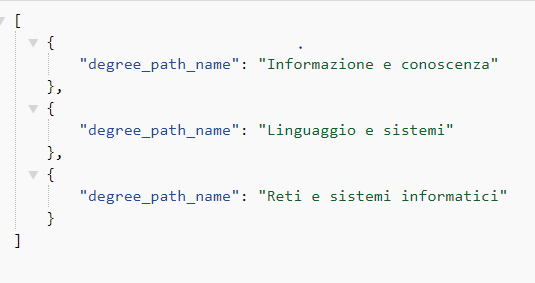 [
{
"degree_path_name": "Informazione e conoscenza"
},
{
"degree_path_name": "Linguaggio e sistemi"
},
{
"degree_path_name": "Reti e sistemi informatici"
}
]